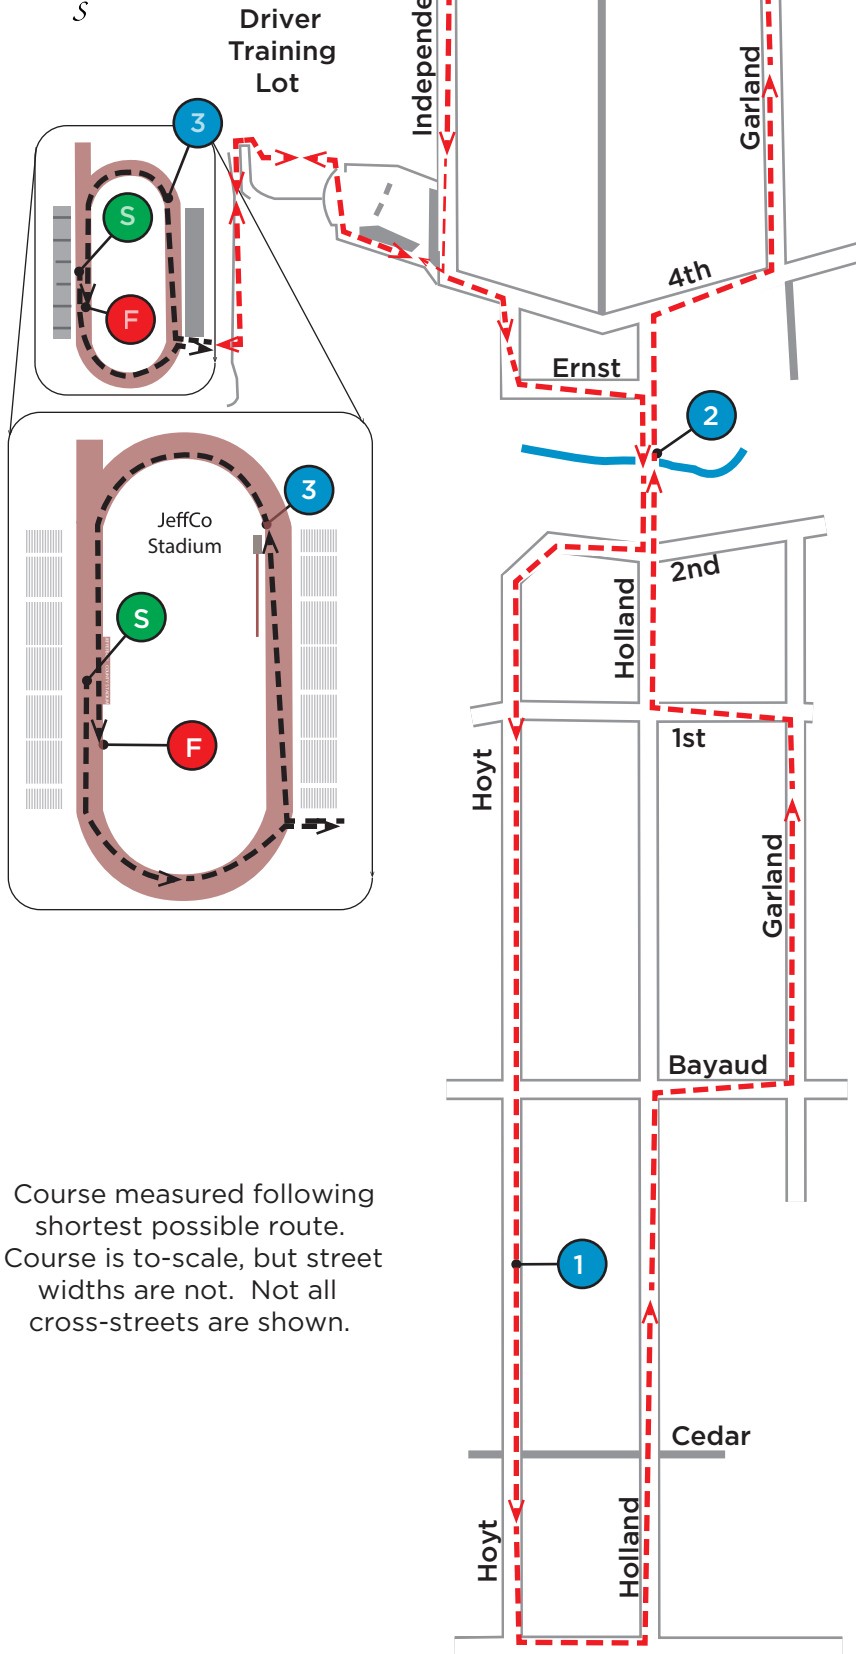 S
Driver
Training
Lot
Independe
Garland
3
S
F
4th
Ernst
2
3
JeffCo
Stadium
2nd
Holland
S
F
1st
Hoyt
Garland
Bayaud
Course measured following
shortest possible route.
Course is to-scale, but street
widths are not. Not all
cross-streets are shown.
1
Cedar
Hoyt
Holland